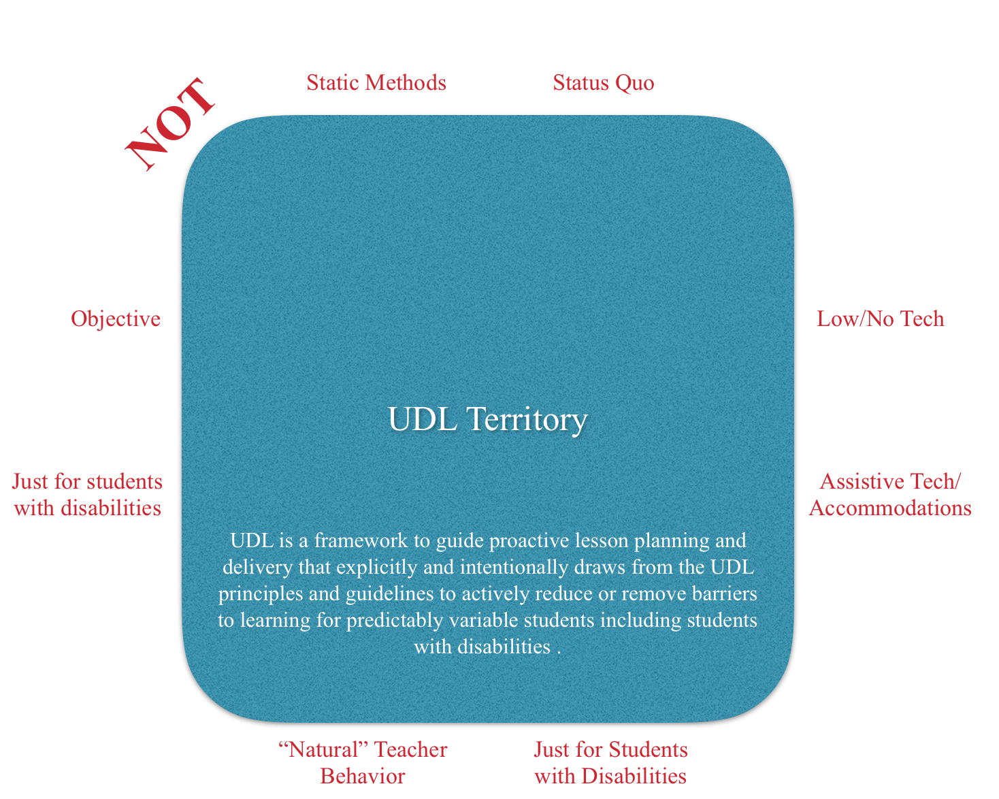 NOT
Static Methods
Status Quo
Objective
Low/No Tech
UDL Territory
Just for students
with disabilities
Assistive Tech/
Accommodations
UDL is a framework to guide proactive lesson planning and
delivery that explicitly and intentionally draws from the UDL
principles and guidelines to actively reduce or remove barriers
to learning for predictably variable students including students
with disabilities .
“Natural” Teacher
Behavior
Just for Students
with Disabilities